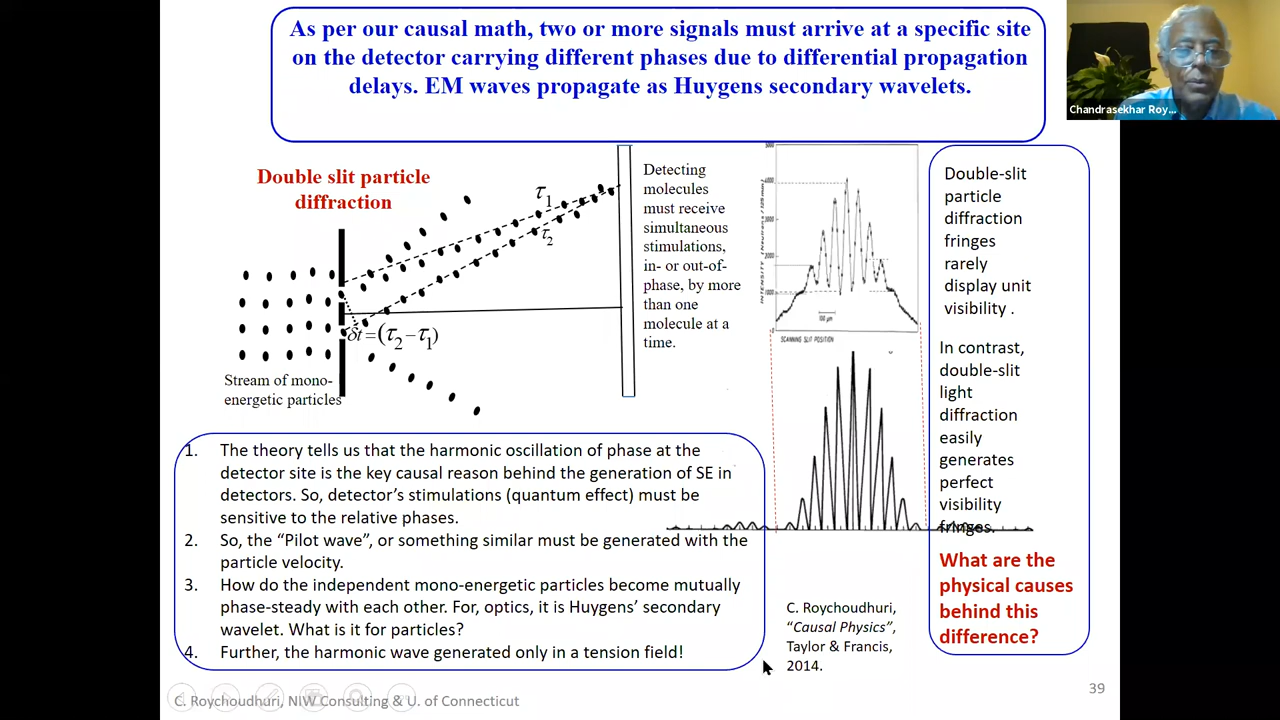 As per our causal math, two or more signals must arrive at a specific site
on the detector carrying different phases due to differential propagation
delays. EM waves propagate as Huygens secondary wavelets.
Chandrasekhar Roy...
Double slit particle
diffraction
τ1
τ2
δt=(τ2−τ1)
Stream of mono-
energetic particles
Detecting
molecules
must receive
simultaneous
stimulations,
in- or out-of-
phase, by more
than one
molecule at a
time.
SCANNING SLIT POSITION
100 μm
Double-slit
particle
diffraction
fringes
rarely
display unit
visibility .
In contrast,
double-slit
light
diffraction
easily
generates
perfect
visibility
fringes.
What are the
physical causes
behind this
difference?
1. The theory tells us that the harmonic oscillation of phase at the
detector site is the key causal reason behind the generation of SE in
detectors. So, detector’s stimulations (quantum effect) must be
sensitive to the relative phases.
2. So, the “Pilot wave”, or something similar must be generated with the
particle velocity.
3. How do the independent mono-energetic particles become mutually
phase-steady with each other. For, optics, it is Huygens’ secondary
wavelet. What is it for particles?
4. Further, the harmonic wave generated only in a tension field!
C. Roychoudhuri,
“Causal Physics”,
Taylor & Francis,
2014.
39
C. Roychoudhuri, NIW Consulting & U. of Connecticut